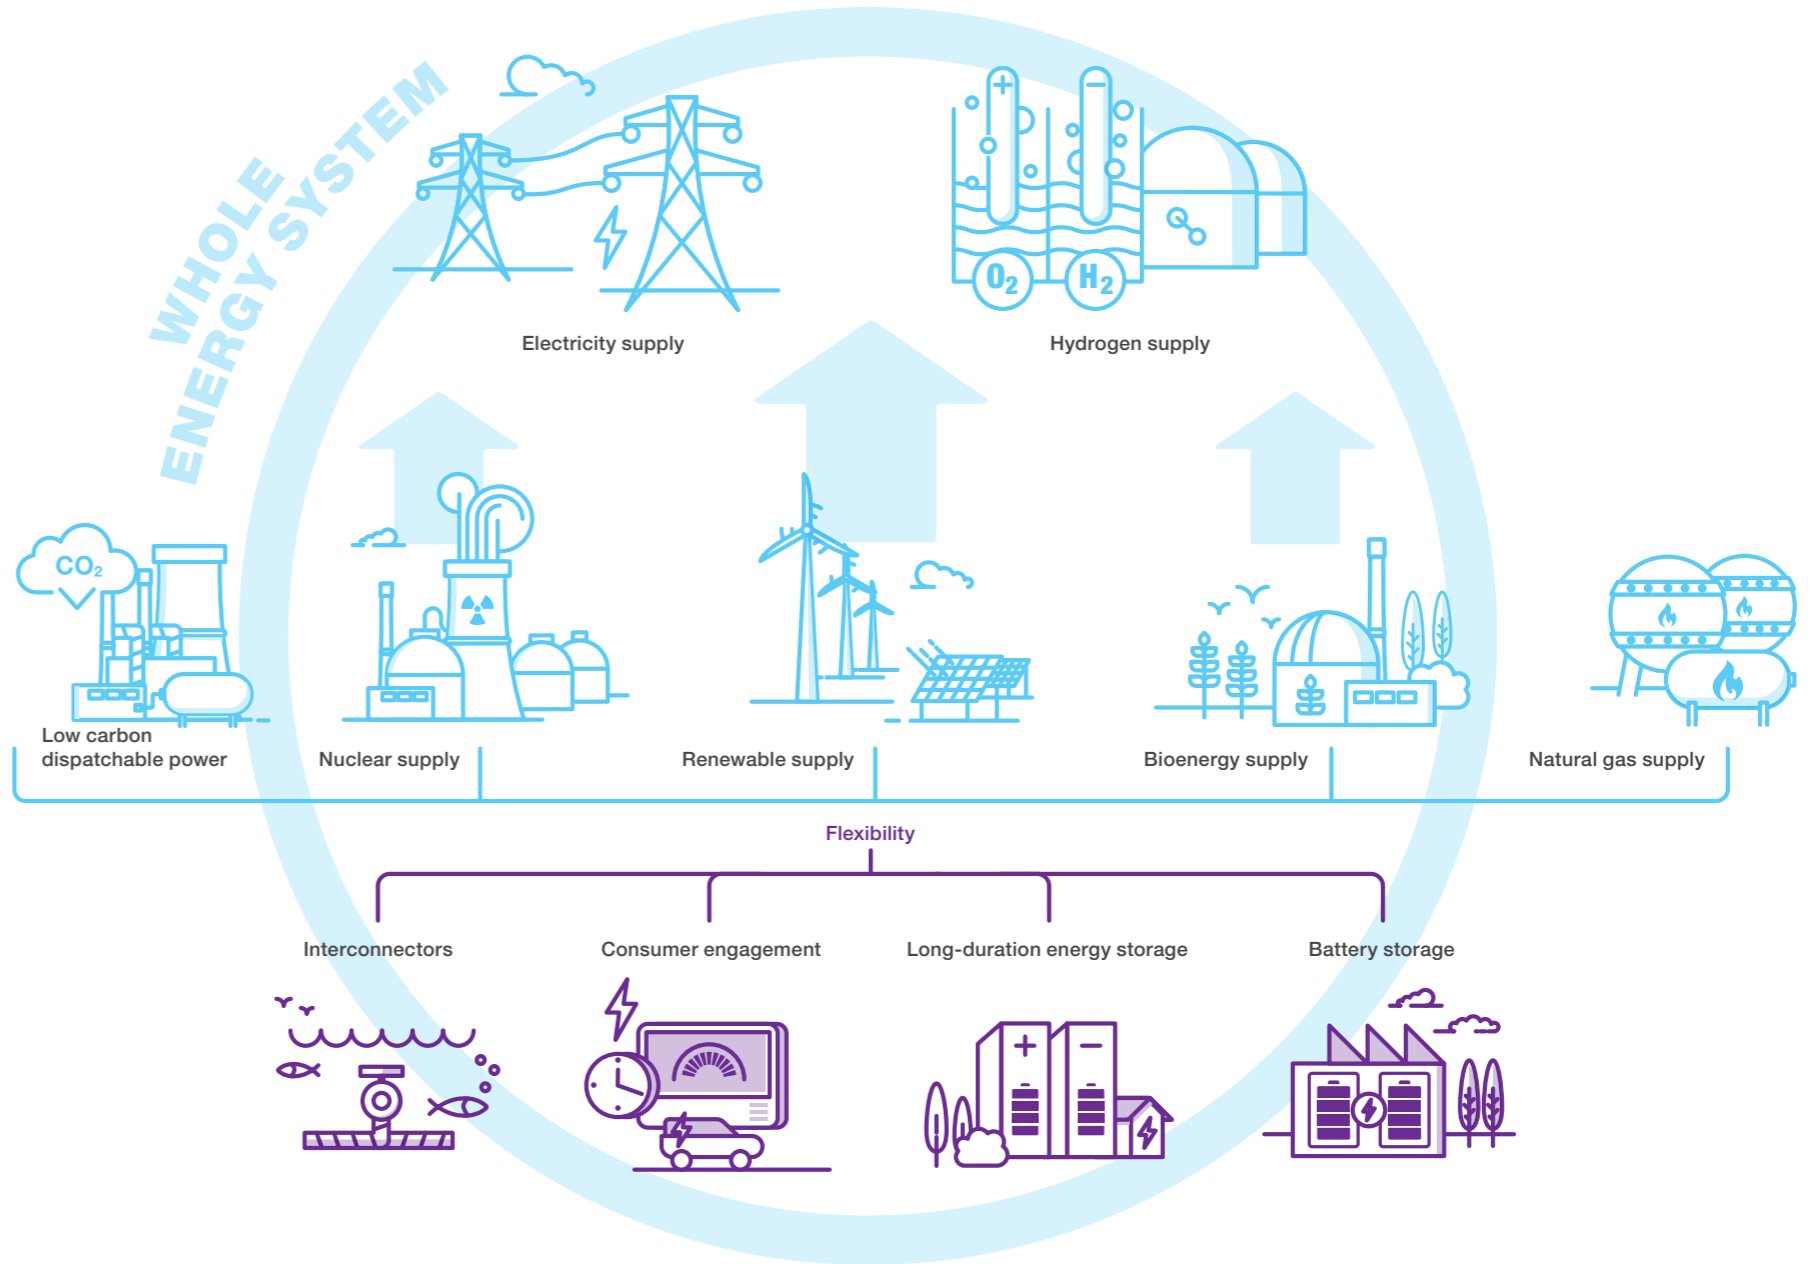 WHOLE
ENERGY SYSTEM
+
−
O₂
H₂
Electricity supply
Hydrogen supply
CO₂
Low carbon
dispatchable power
Nuclear supply
Renewable supply
Bioenergy supply
Natural gas supply
Flexibility
Interconnectors
Consumer engagement
Long-duration energy storage
Battery storage
+
−